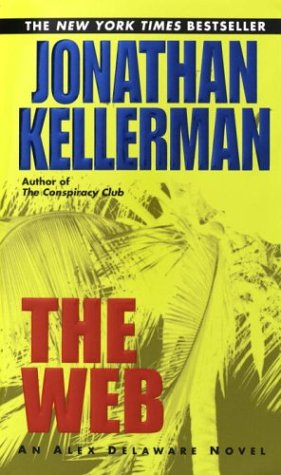 THE NEW YORK TIMES BESTSELLER
JONATHAN
KELLERMAN
Author of
The Conspiracy Club
THE
WEB
AN ALEX DELAWARE NOVEL